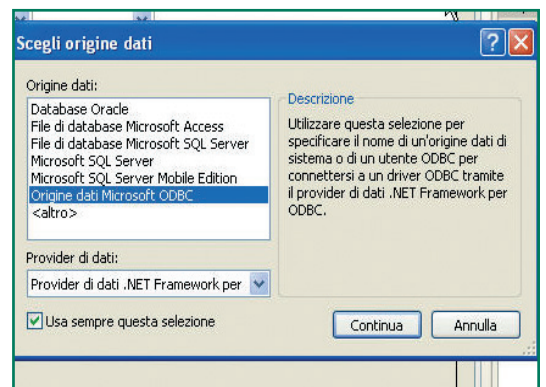 Scegli origine dati
Origine dati:
Database Oracle
File di database Microsoft Access
File di database Microsoft SQL Server
Microsoft SQL Server
Microsoft SQL Server Mobile Edition
Origine dati Microsoft ODBC
<altro>
Descrizione
Utilizzare questa selezione per
specificare il nome di un'origine dati di
sistema o di un utente ODBC per
connettersi a un driver ODBC tramite
il provider di dati .NET Framework per
ODBC.
Provider di dati:
Provider di dati .NET Framework per
Usa sempre questa selezione
Continua
Annulla